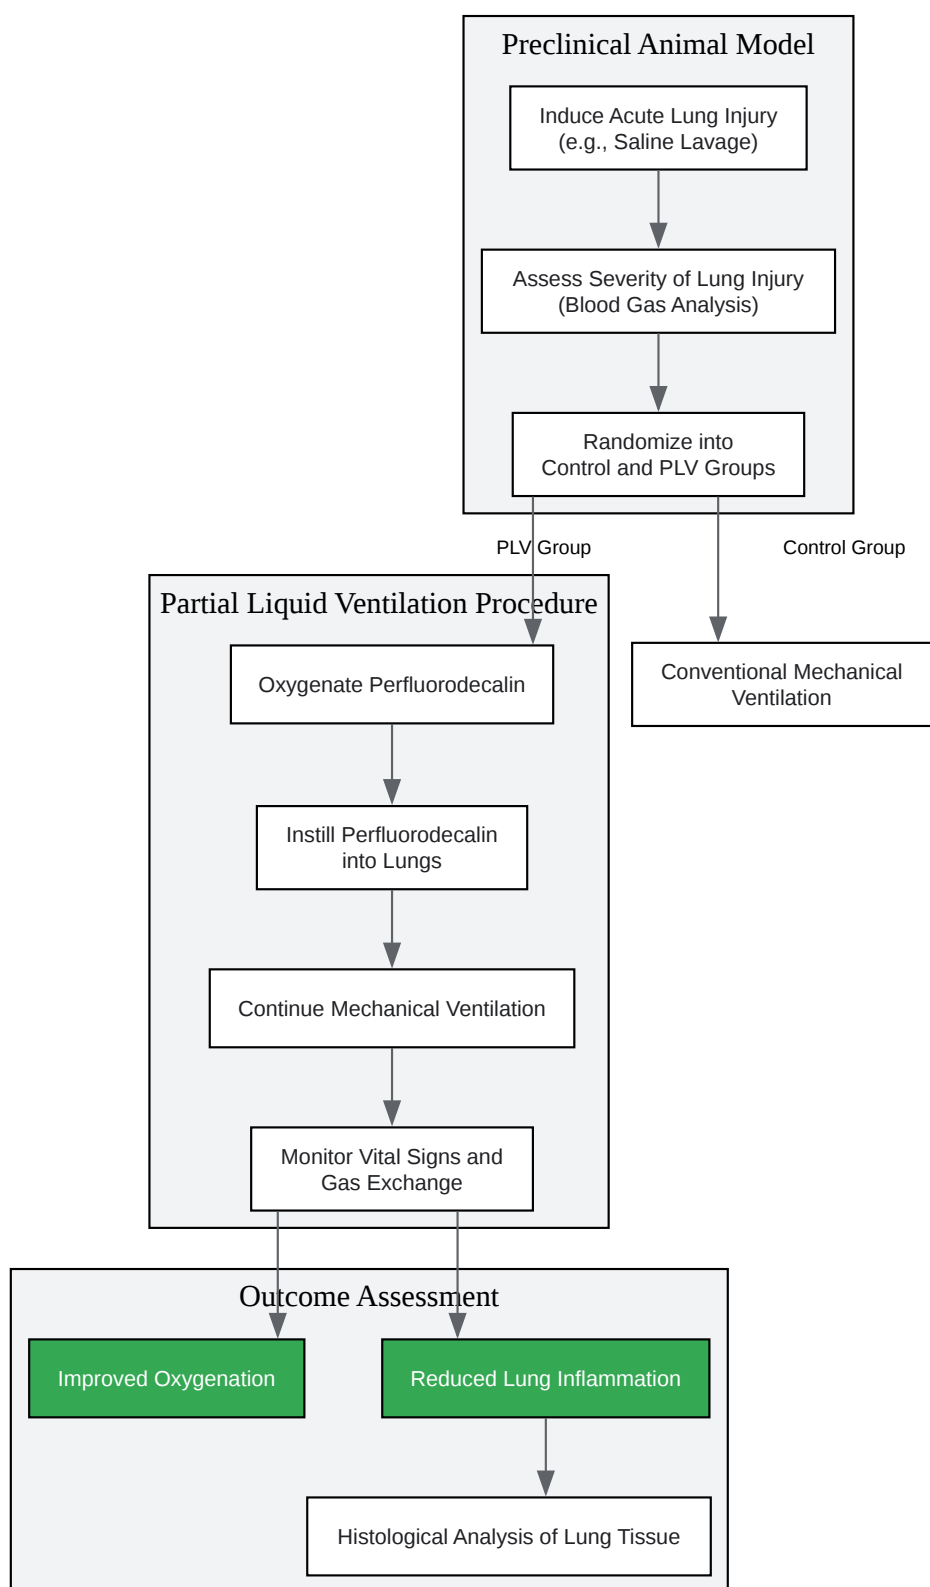 Preclinical Animal Model
Induce Acute Lung Injury
(e.g., Saline Lavage)
Assess Severity of Lung Injury
(Blood Gas Analysis)
Randomize into
Control and PLV Groups
PLV Group
Control Group
Partial Liquid Ventilation Procedure
Oxygenate Perfluorodecalin
Conventional Mechanical
Ventilation
Instill Perfluorodecalin
into Lungs
Continue Mechanical Ventilation
Monitor Vital Signs and
Gas Exchange
Outcome Assessment
Improved Oxygenation
Reduced Lung Inflammation
Histological Analysis of Lung Tissue